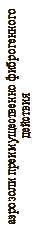 аэрозоли преимущественно фиброгенного
действия